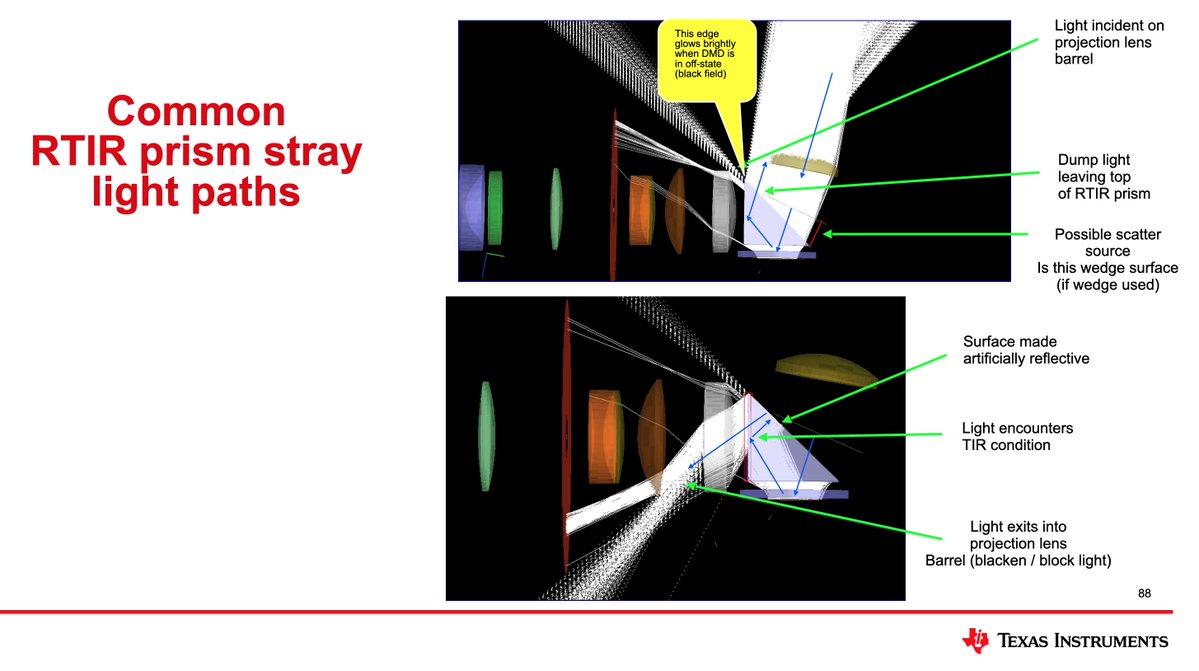 Common
RTIR prism stray
light paths
This edge
glows brightly
when DMD is
in off-state
(black field)
Light incident on
projection lens
barrel
Dump light
leaving top
of RTIR prism
Possible scatter
source
Is this wedge surface
(if wedge used)
Surface made
artificially reflective
Light encounters
TIR condition
Light exits into
projection lens
Barrel (blacken / block light)
88
TEXAS INSTRUMENTS